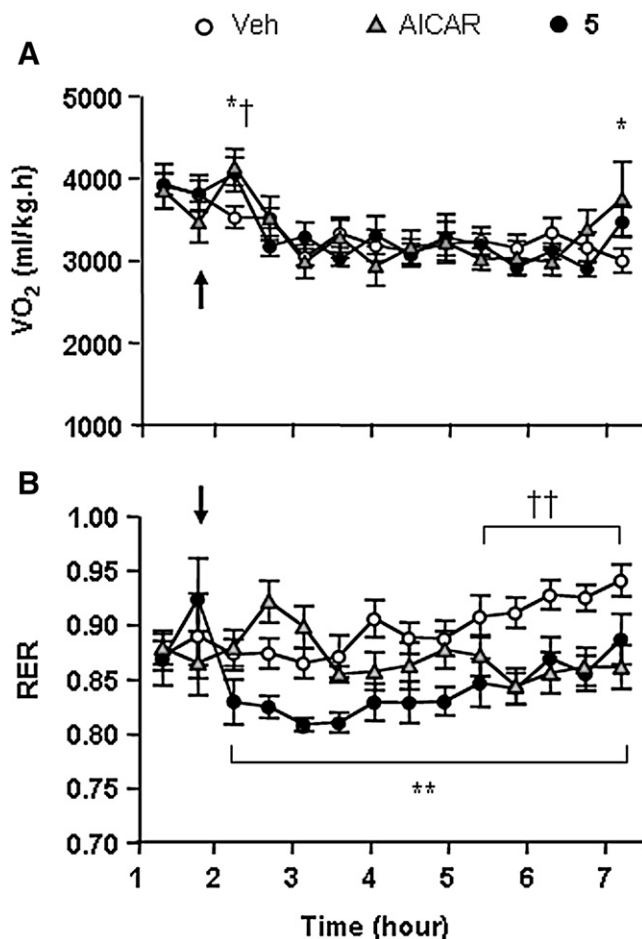 Veh AICAR 5
A
*† *
5000
4000
3000
2000
1000
VO₂ (ml/kg.h)
B
††
1.00
0.95
0.90
0.85
0.80
0.75
0.70
RER
**
1 2 3 4 5 6 7
Time (hour)